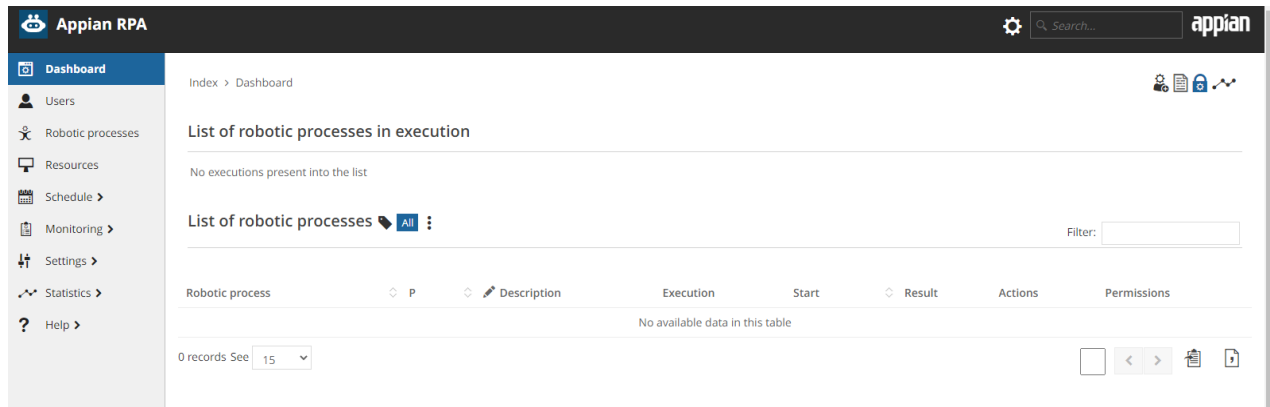 Appian RPA
Search...
appian
Dashboard
Users
Robotic processes
Resources
Schedule >
Monitoring >
Settings >
Statistics >
? Help >
Index > Dashboard
List of robotic processes in execution
No executions present into the list
List of robotic processes All
Filter:
Robotic process P Description Execution Start Result Actions Permissions
No available data in this table
0 records See 15
< >